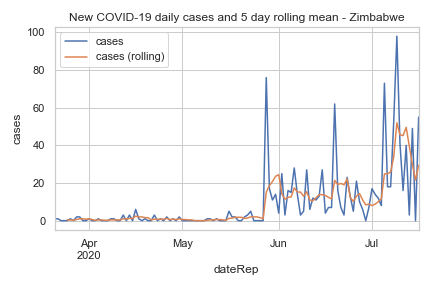 New COVID-19 daily cases and 5 day rolling mean - Zimbabwe
cases
cases (rolling)
100
80
60
40
20
0
cases
Apr
2020
May
Jun
Jul
dateRep